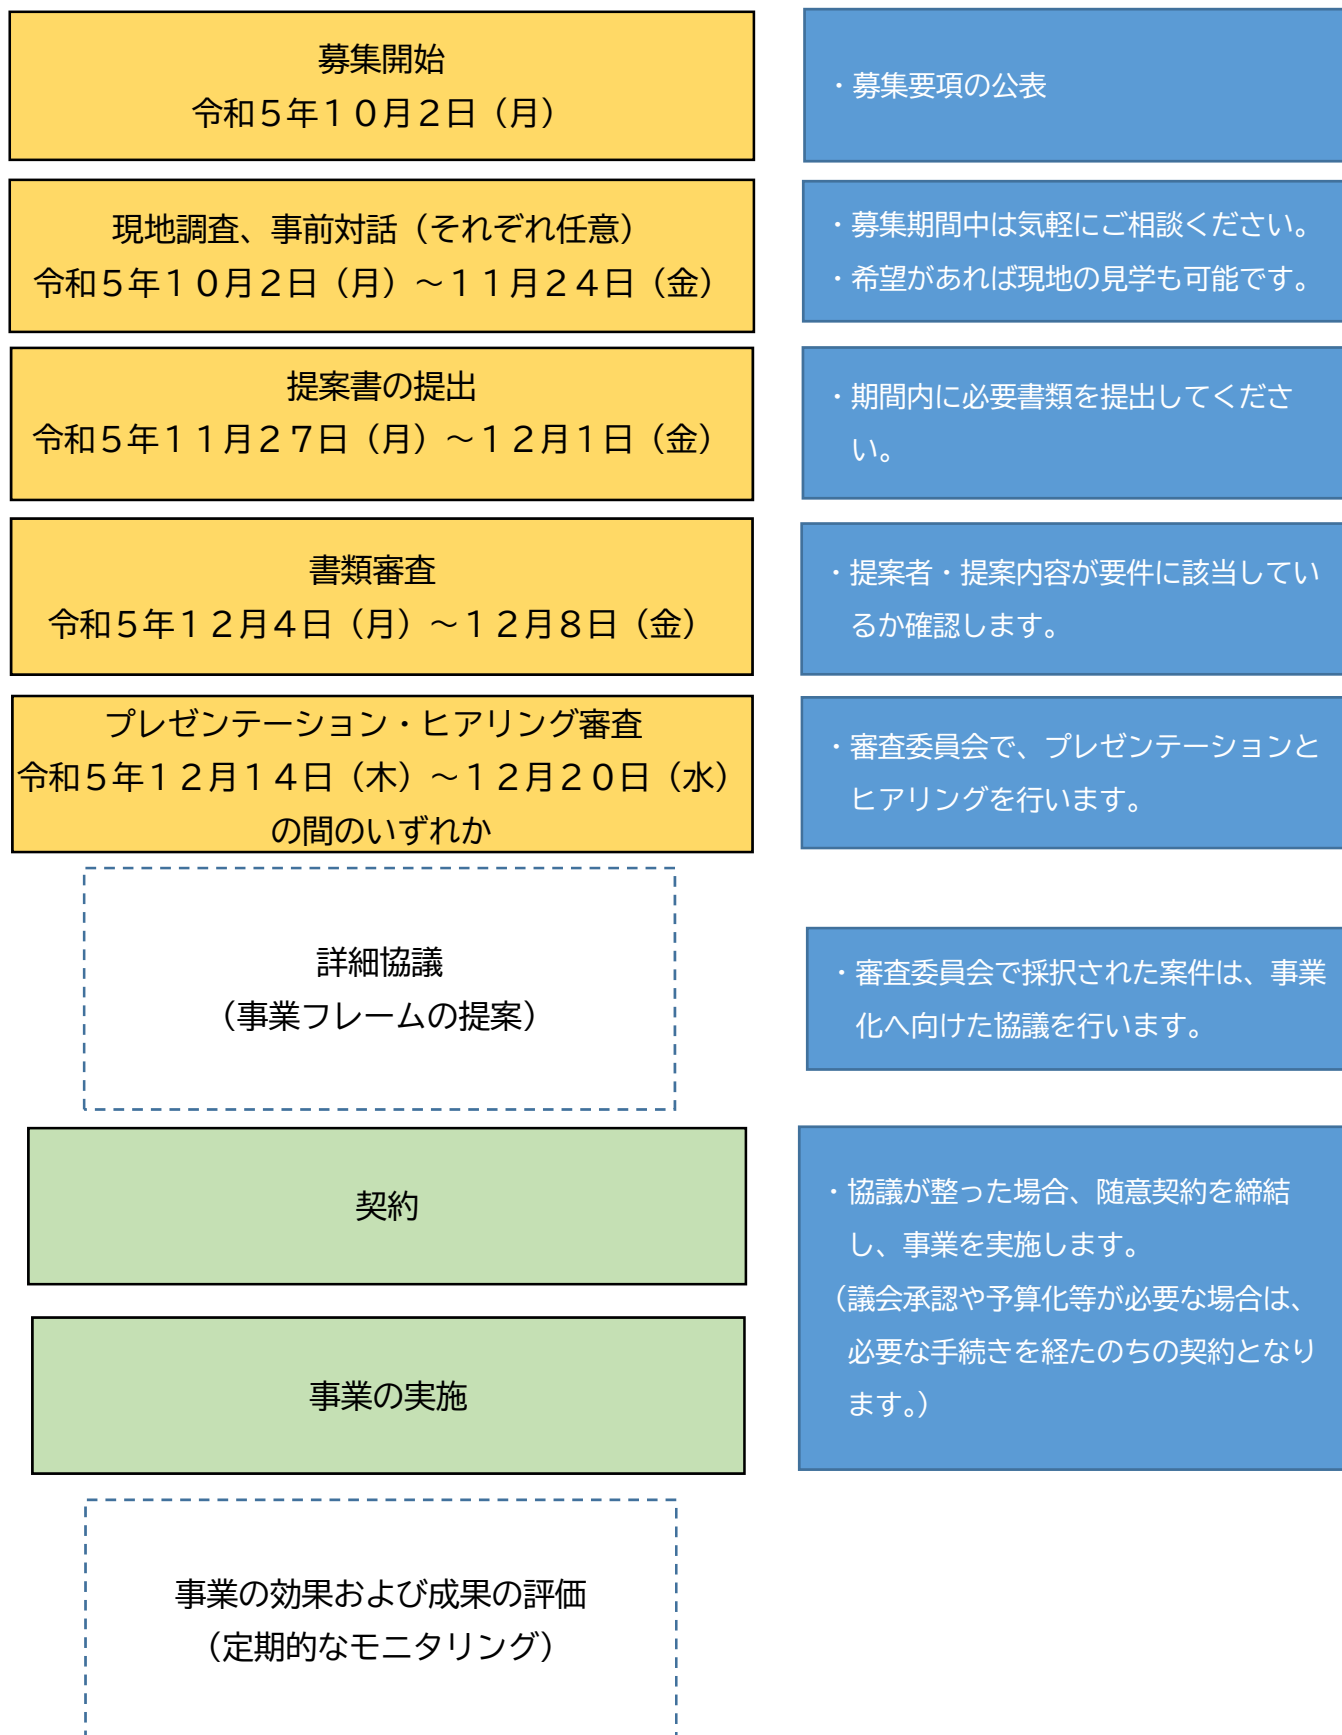 募集開始
令和５年１０月２日（月）
・募集要項の公表
現地調査、事前対話（それぞれ任意）
令和５年１０月２日（月）～１１月２４日（金）
・募集期間中は気軽にご相談ください。
・希望があれば現地の見学も可能です。
提案書の提出
令和５年１１月２７日（月）～１２月１日（金）
・期間内に必要書類を提出してくださ
い。
書類審査
令和５年１２月４日（月）～１２月８日（金）
・提案者・提案内容が要件に該当してい
るか確認します。
プレゼンテーション・ヒアリング審査
令和５年１２月１４日（木）～１２月２０日（水）
の間のいずれか
・審査委員会で、プレゼンテーションと
ヒアリングを行います。
詳細協議
（事業フレームの提案）
・審査委員会で採択された案件は、事業
化へ向けた協議を行います。
契約
・協議が整った場合、随意契約を締結
し、事業を実施します。
（議会承認や予算化等が必要な場合は、
必要な手続きを経たのちの契約となり
ます。）
事業の実施
事業の効果および成果の評価
（定期的なモニタリング）